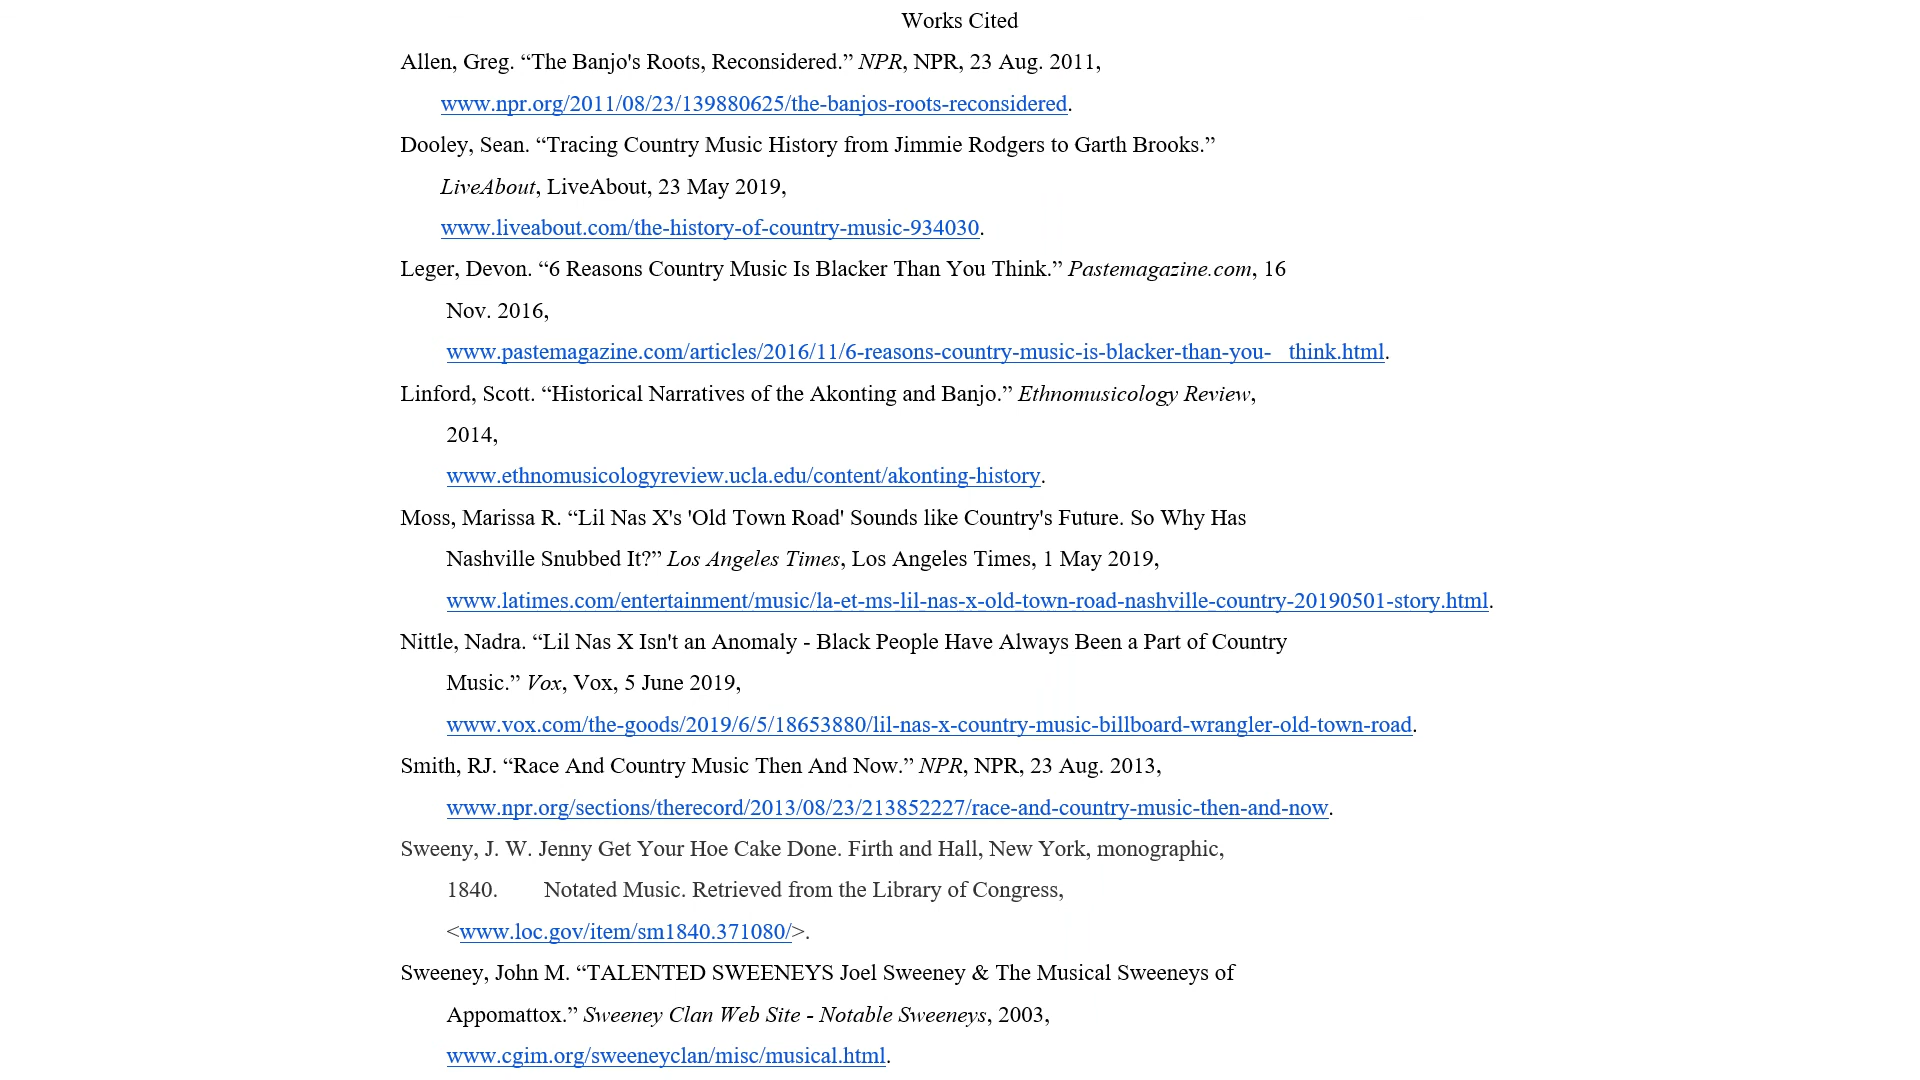 Works Cited
Allen, Greg. “The Banjo's Roots, Reconsidered.” NPR, NPR, 23 Aug. 2011,
www.npr.org/2011/08/23/139880625/the-banjos-roots-reconsidered.
Dooley, Sean. “Tracing Country Music History from Jimmie Rodgers to Garth Brooks.”
LiveAbout, LiveAbout, 23 May 2019,
www.liveabout.com/the-history-of-country-music-934030.
Leger, Devon. “6 Reasons Country Music Is Blacker Than You Think.” Pastemagazine.com, 16
Nov. 2016,
www.pastemagazine.com/articles/2016/11/6-reasons-country-music-is-blacker-than-you- think.html.
Linford, Scott. “Historical Narratives of the Akonting and Banjo.” Ethnomusicology Review,
2014,
www.ethnomusicologyreview.ucla.edu/content/akonting-history.
Moss, Marissa R. “Lil Nas X's 'Old Town Road' Sounds like Country's Future. So Why Has
Nashville Snubbed It?” Los Angeles Times, Los Angeles Times, 1 May 2019,
www.latimes.com/entertainment/music/la-et-ms-lil-nas-x-old-town-road-nashville-country-20190501-story.html.
Nittle, Nadra. “Lil Nas X Isn't an Anomaly - Black People Have Always Been a Part of Country
Music.” Vox, Vox, 5 June 2019,
www.vox.com/the-goods/2019/6/5/18653880/lil-nas-x-country-music-billboard-wrangler-old-town-road.
Smith, RJ. “Race And Country Music Then And Now.” NPR, NPR, 23 Aug. 2013,
www.npr.org/sections/therecord/2013/08/23/213852227/race-and-country-music-then-and-now.
Sweeny, J. W. Jenny Get Your Hoe Cake Done. Firth and Hall, New York, monographic,
1840. Notated Music. Retrieved from the Library of Congress,
<www.loc.gov/item/sm1840.371080/>.
Sweeney, John M. “TALENTED SWEENEYS Joel Sweeney & The Musical Sweeneys of
Appomattox.” Sweeney Clan Web Site - Notable Sweeneys, 2003,
www.cgim.org/sweeneyclan/misc/musical.html.